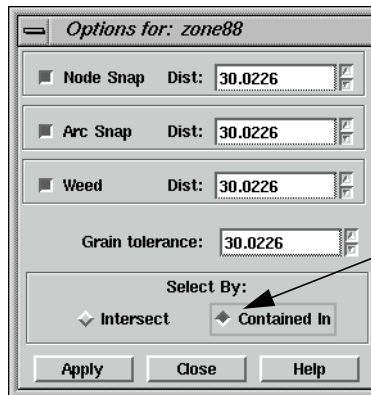 Options for: zone88
Node Snap Dist: 30.0226
Arc Snap Dist: 30.0226
Weed Dist: 30.0226
Grain tolerance: 30.0226
Select By:
Intersect Contained In
Apply Close Help